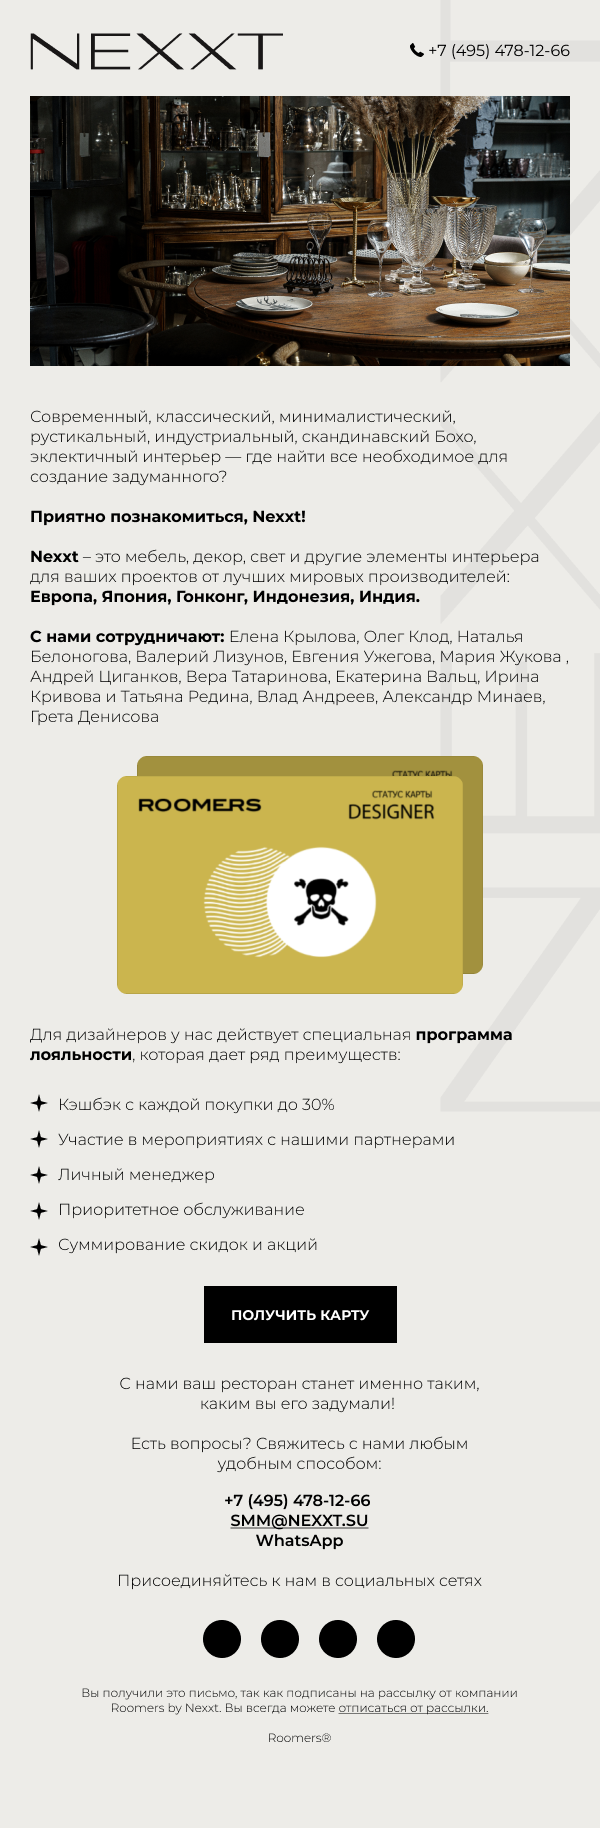 NEXXT
+7 (495) 478-12-66
Современный, классический, минималистический,
рустикальный, индустриальный, скандинавский Бохо,
эклектичный интерьер — где найти все необходимое для
создание задуманного?
Приятно познакомиться, Nexxt!
Nexxt – это мебель, декор, свет и другие элементы интерьера
для ваших проектов от лучших мировых производителей:
Европа, Япония, Гонконг, Индонезия, Индия.
С нами сотрудничают: Елена Крылова, Олег Клод, Наталья
Белоногова, Валерий Лизунов, Евгения Ужегова, Мария Жукова ,
Андрей Циганков, Вера Татаринова, Екатерина Вальц, Ирина
Кривова и Татьяна Редина, Влад Андреев, Александр Минаев,
Грета Денисова
СТАТУС КАРТЫ
ROOMERS
СТАТУС КАРТЫ
DESIGNER
Для дизайнеров у нас действует специальная программа
лояльности, которая дает ряд преимуществ:
Кэшбэк с каждой покупки до 30%
Участие в мероприятиях с нашими партнерами
Личный менеджер
Приоритетное обслуживание
Суммирование скидок и акций
ПОЛУЧИТЬ КАРТУ
С нами ваш ресторан станет именно таким,
каким вы его задумали!
Есть вопросы? Свяжитесь с нами любым
удобным способом:
+7 (495) 478-12-66
SMM@NEXXT.SU
WhatsApp
Присоединяйтесь к нам в социальных сетях
Вы получили это письмо, так как подписаны на рассылку от компании
Roomers by Nexxt. Вы всегда можете отписаться от рассылки.
Roomers®